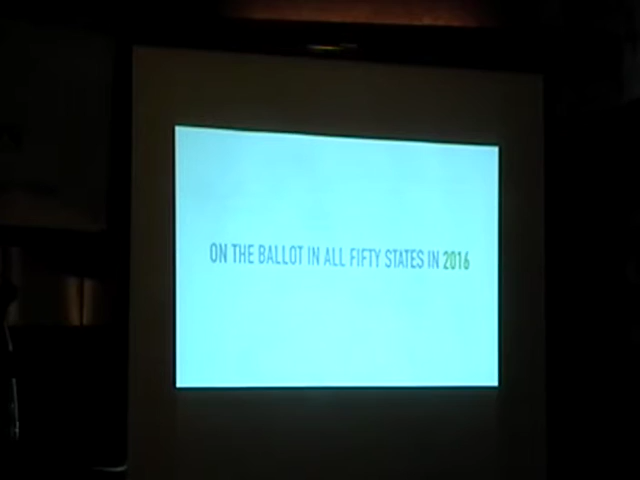 ON THE BALLOT IN ALL FIFTY STATES IN 2016